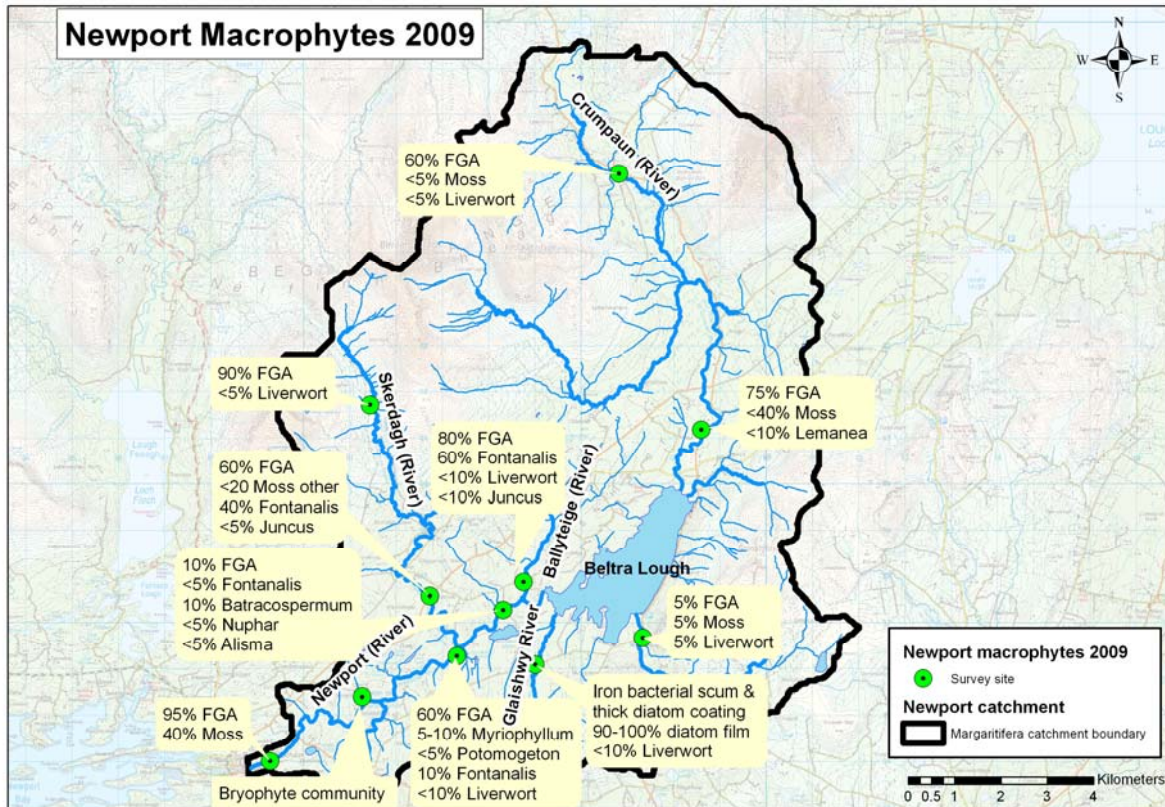 Newport Macrophytes 2009
N
W
E
S
Crumpaun (River)
60% FGA
<5% Moss
<5% Liverwort
90% FGA
<5% Liverwort
Skerdagh (River)
75% FGA
<40% Moss
<10% Lemanea
80% FGA
60% Fontanalis
<10% Liverwort
<10% Juncus
60% FGA
<20 Moss other
40% Fontanalis
<5% Juncus
Ballyteige (River)
Beltra Lough
10% FGA
<5% Fontanalis
10% Batracospermum
<5% Nuphar
<5% Alisma
5% FGA
5% Moss
5% Liverwort
Newport (River)
Glaishwy River
95% FGA
40% Moss
Bryophyte community
60% FGA
5-10% Myriophyllum
<5% Potomogeton
10% Fontanalis
<10% Liverwort
Iron bacterial scum &
thick diatom coating
90-100% diatom film
<10% Liverwort
Newport macrophytes 2009
Survey site
Newport catchment
Margaritifera catchment boundary
Kilometers
0 0.5 1 2 3 4